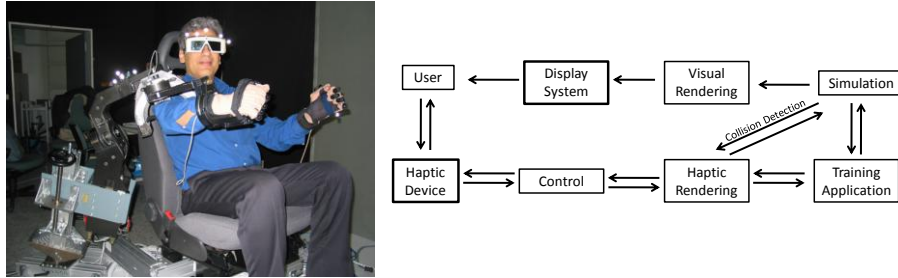 User
Display
System
Visual
Rendering
Simulation
Collision Detection
Haptic
Device
Control
Haptic
Rendering
Training
Application